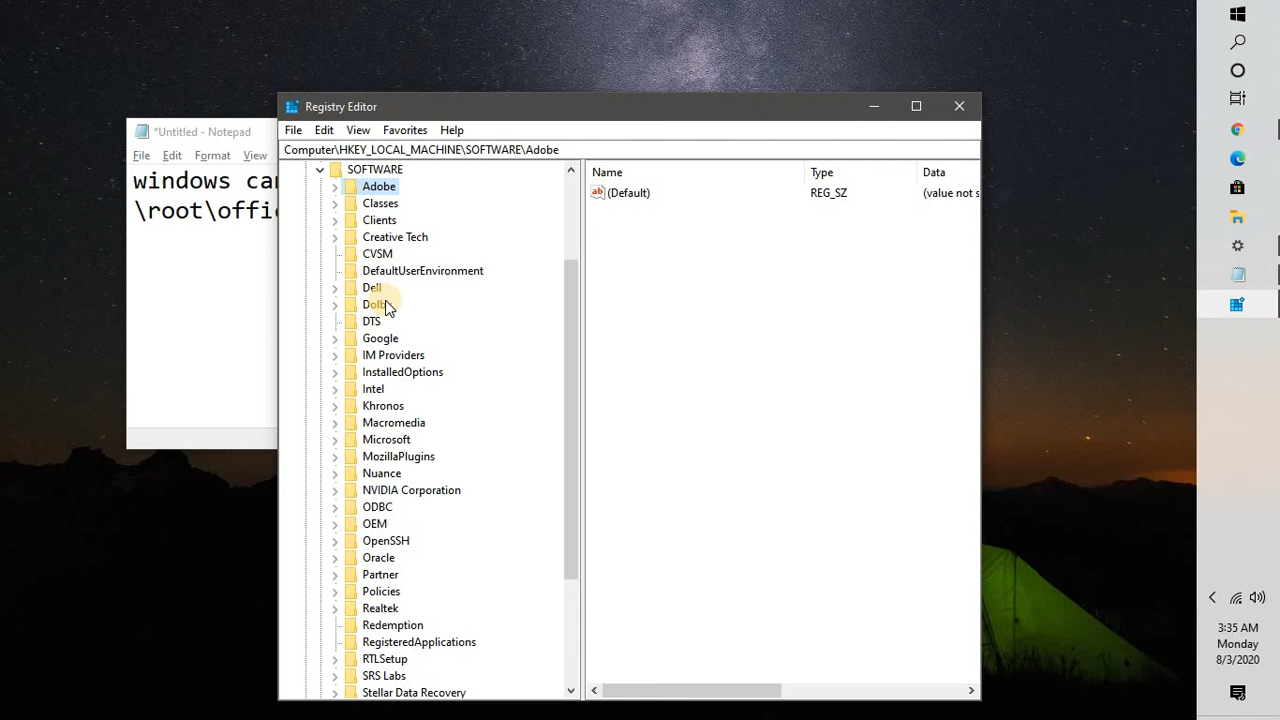 *Untitled - Notepad
File Edit Format View
windows can
\root\offic
Registry Editor
File Edit View Favorites Help
Computer\HKEY_LOCAL_MACHINE\SOFTWARE\Adobe
SOFTWARE
Adobe
Classes
Clients
Creative Tech
CVSM
DefaultUserEnvironment
Dell
DTS
Google
IM Providers
InstalledOptions
Intel
Khronos
Macromedia
Microsoft
MozillaPlugins
Nuance
NVIDIA Corporation
ODBC
OEM
OpenSSH
Oracle
Partner
Policies
Realtek
Redemption
RegisteredApplications
RTLSetup
SRS Labs
Stellar Data Recovery
Name Type Data
ab (Default) REG_SZ (value not s
3:35 AM
Monday
8/3/2020